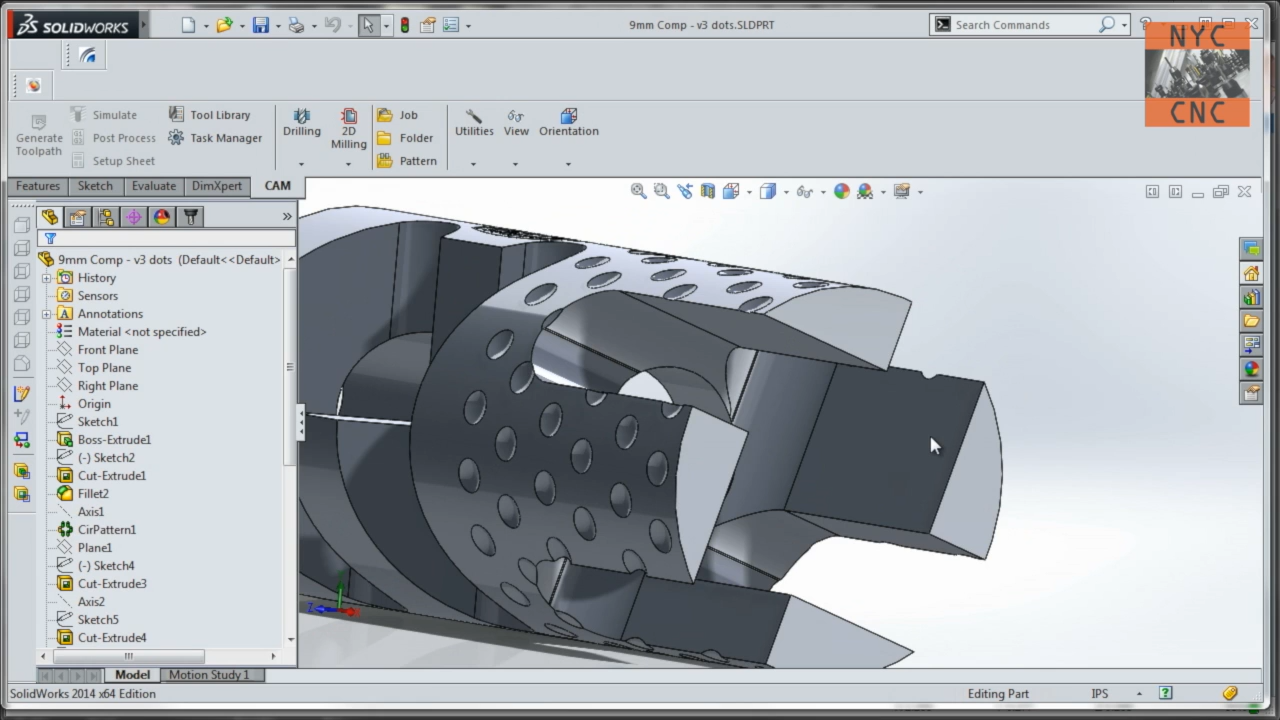 SOLIDWORKS
9mm Comp - v3 dots.SLDPRT
Search Commands
NYC
CNC
Generate Toolpath
Simulate
Post Process
Setup Sheet
Tool Library
Task Manager
Drilling
2D Milling
Job
Folder
Pattern
Utilities
View
Orientation
Features
Sketch
Evaluate
DimXpert
CAM
9mm Comp - v3 dots (Default<<Default>
History
Sensors
Annotations
Material <not specified>
Front Plane
Top Plane
Right Plane
Origin
Sketch1
Boss-Extrude1
(-) Sketch2
Cut-Extrude1
Fillet2
Axis1
CirPattern1
Plane1
(-) Sketch4
Cut-Extrude3
Axis2
Sketch5
Cut-Extrude4
Z
Model
Motion Study 1
SolidWorks 2014 x64 Edition
Editing Part
IPS